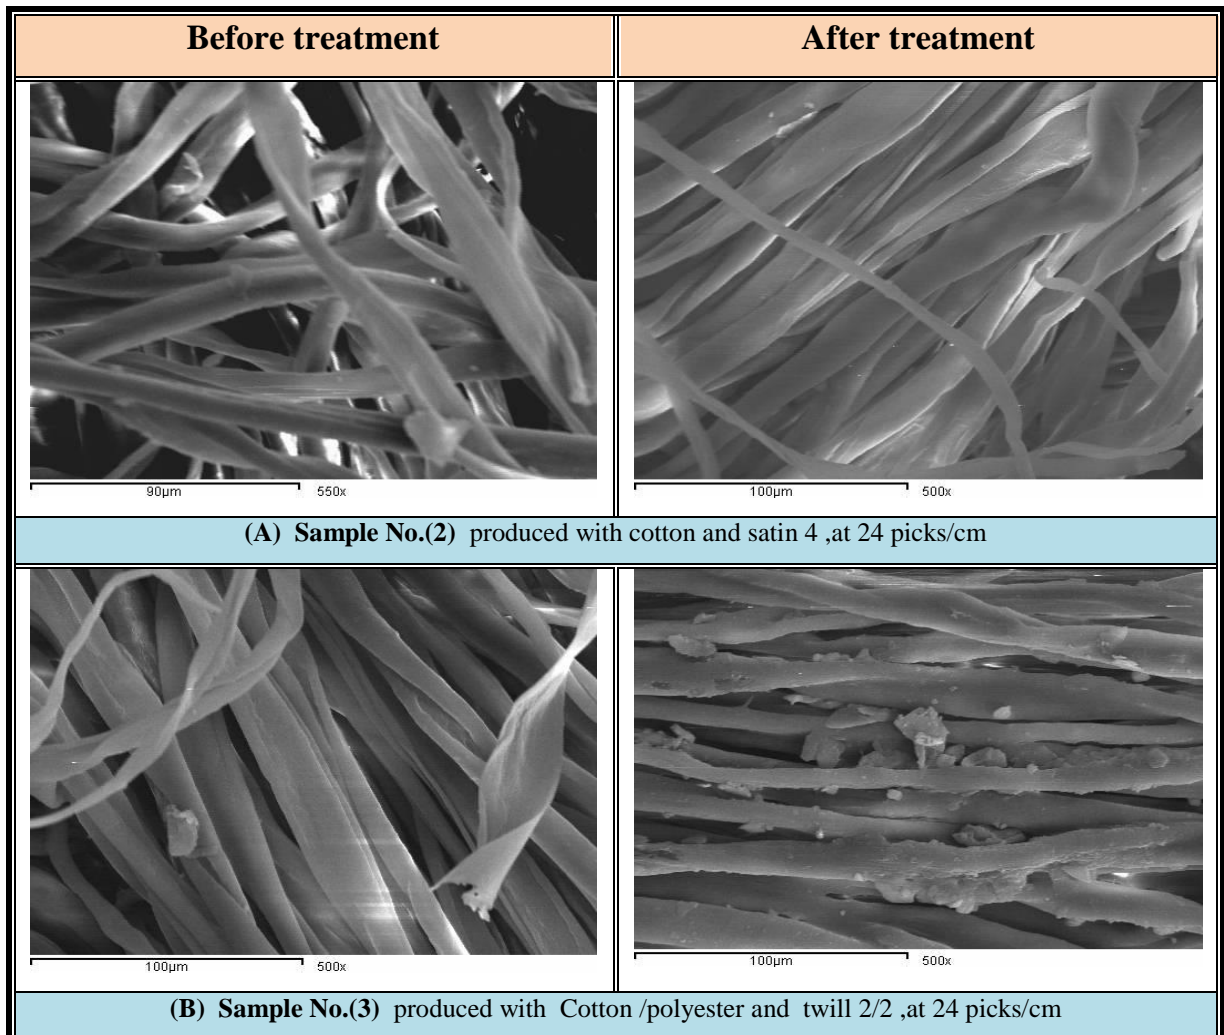 Before treatment
After treatment
90µm 550x
100µm 500x
(A) Sample No.(2) produced with cotton and satin 4 ,at 24 picks/cm
100µm 500x
100µm 500x
(B) Sample No.(3) produced with Cotton /polyester and twill 2/2 ,at 24 picks/cm